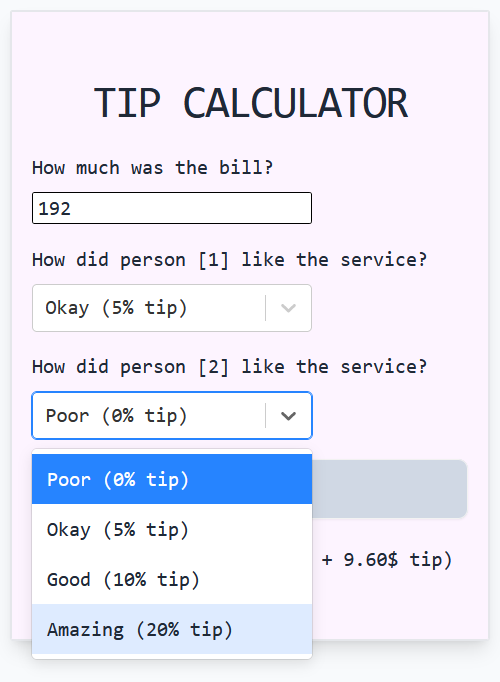 TIP CALCULATOR
How much was the bill?
192
How did person [1] like the service?
Okay (5% tip)
How did person [2] like the service?
Poor (0% tip)
Poor (0% tip)
Okay (5% tip)
+ 9.60$ tip)
Good (10% tip)
Amazing (20% tip)